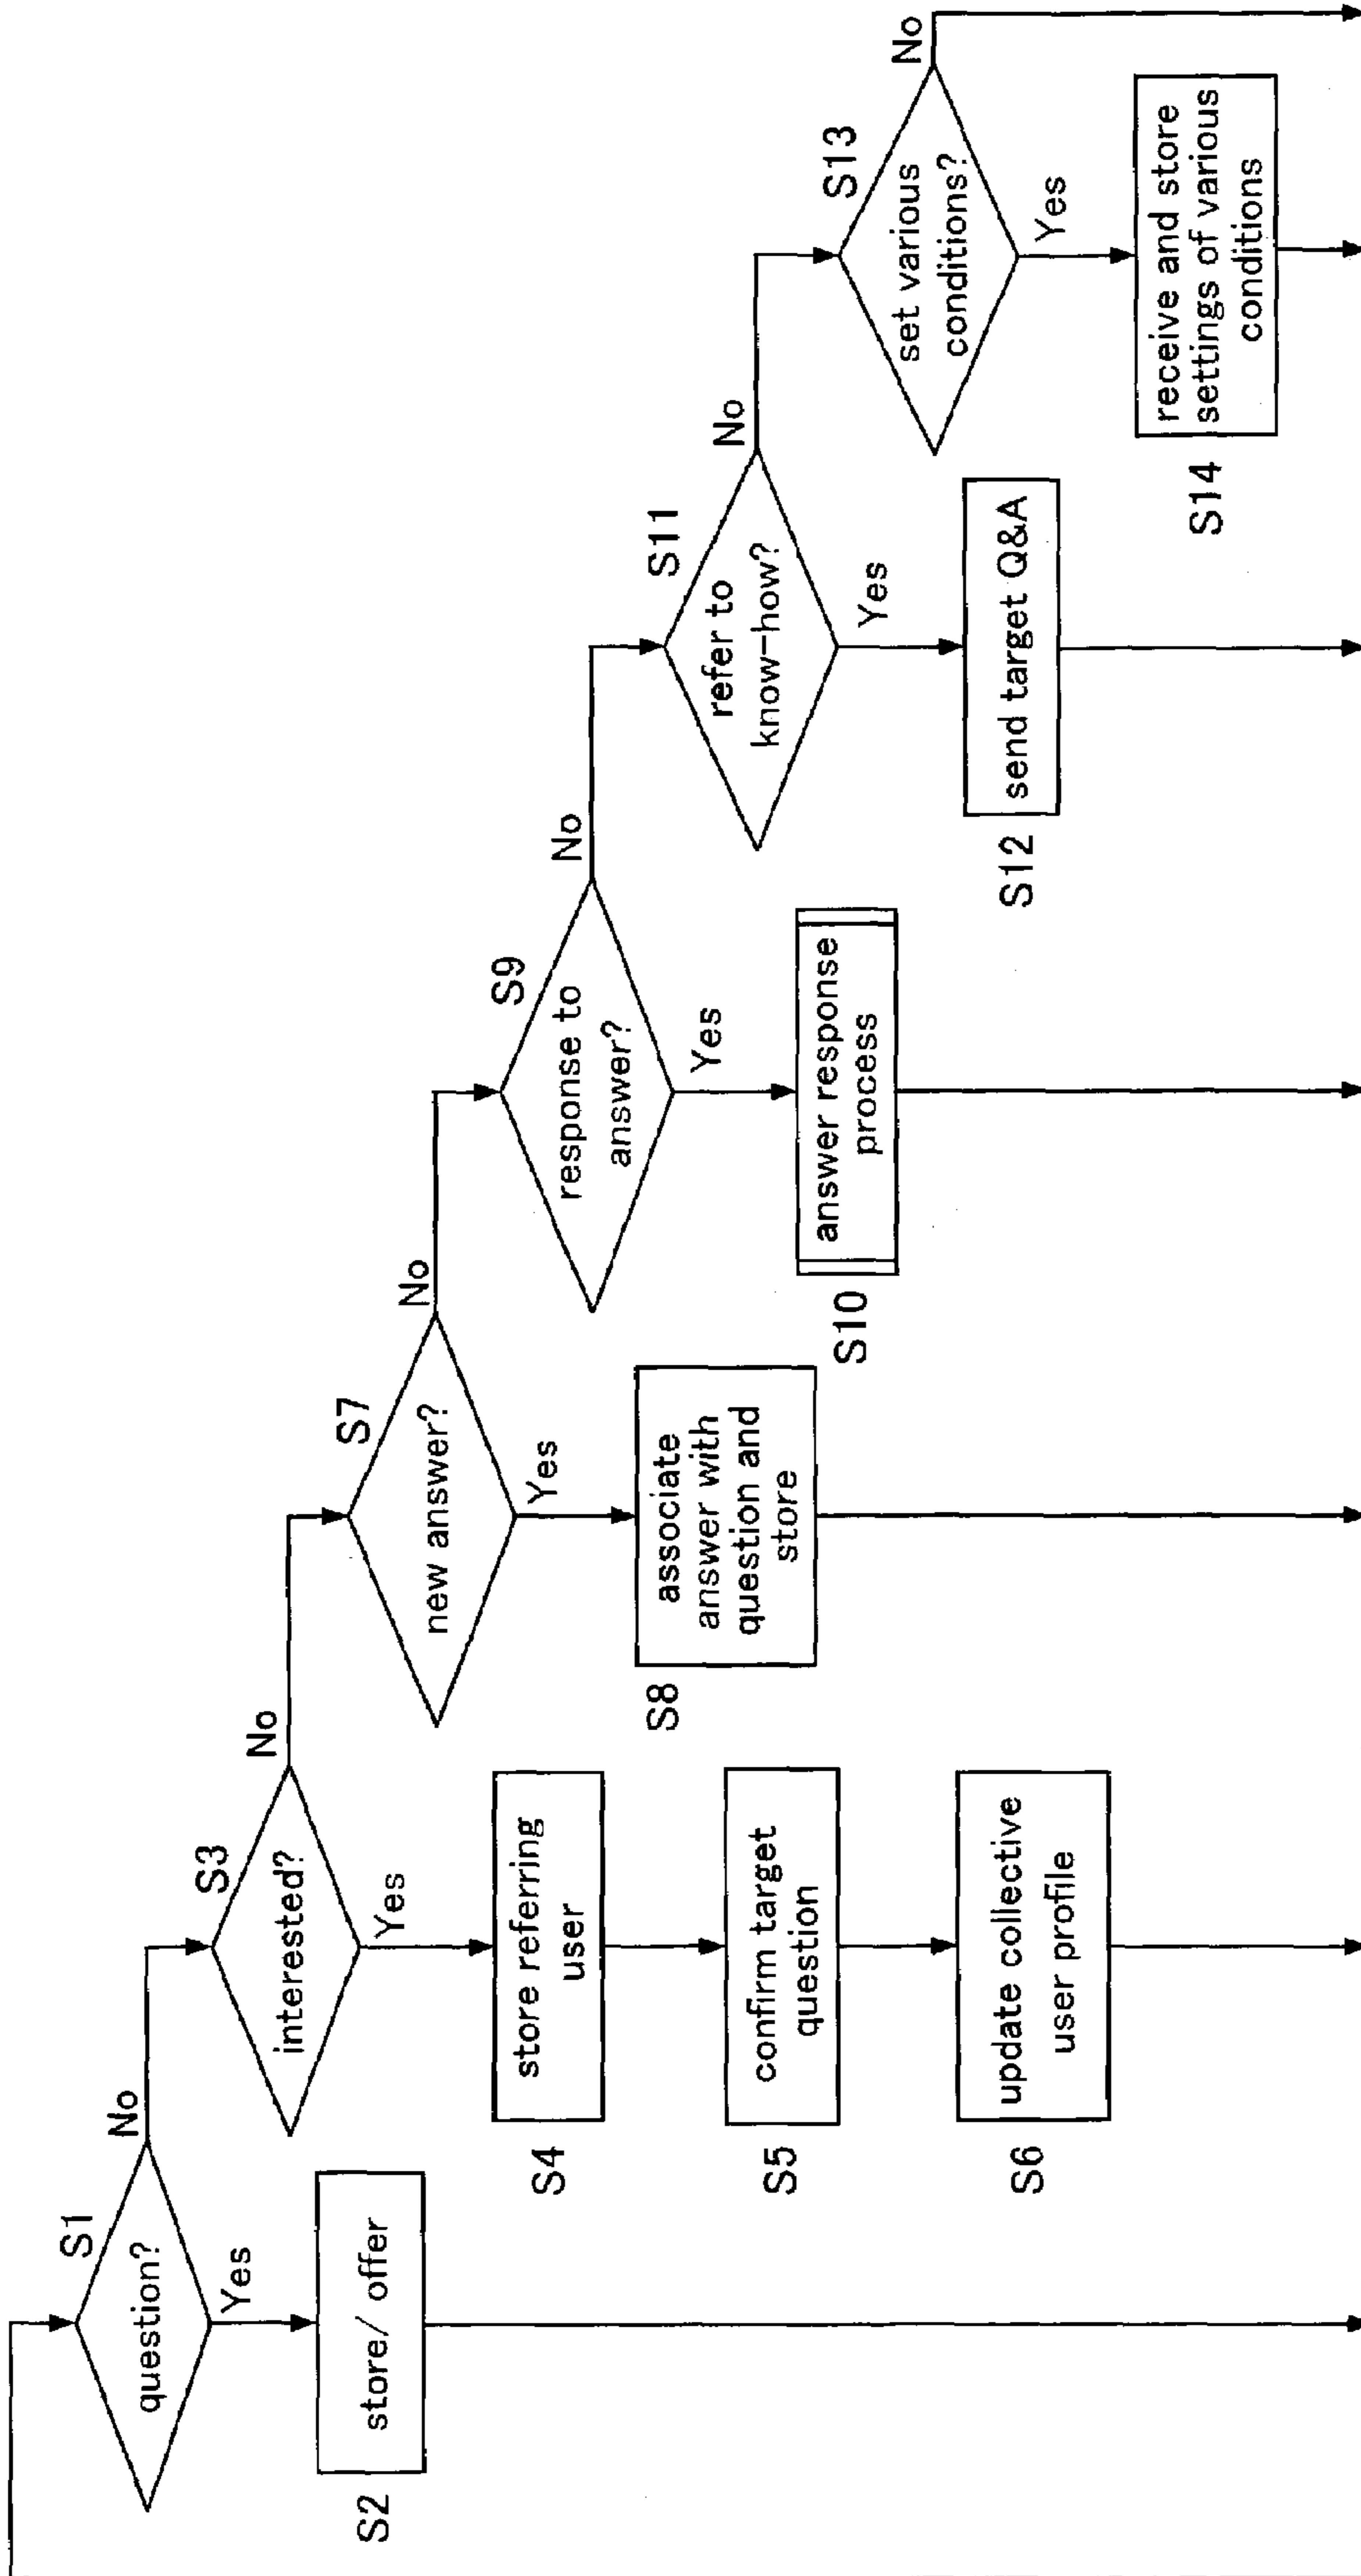 S1
question?
No
Yes
S2
store/ offer
S3
interested?
No
Yes
S4
store referring
user
S5
confirm target
question
S6
update collective
user profile
S7
new answer?
No
Yes
S8
associate
answer with
question and
store
S9
response to
answer?
No
Yes
S10
answer response
process
S11
refer to
know-how?
No
Yes
S12
send target Q&A
S13
set various
conditions?
No
Yes
S14
receive and store
settings of various
conditions